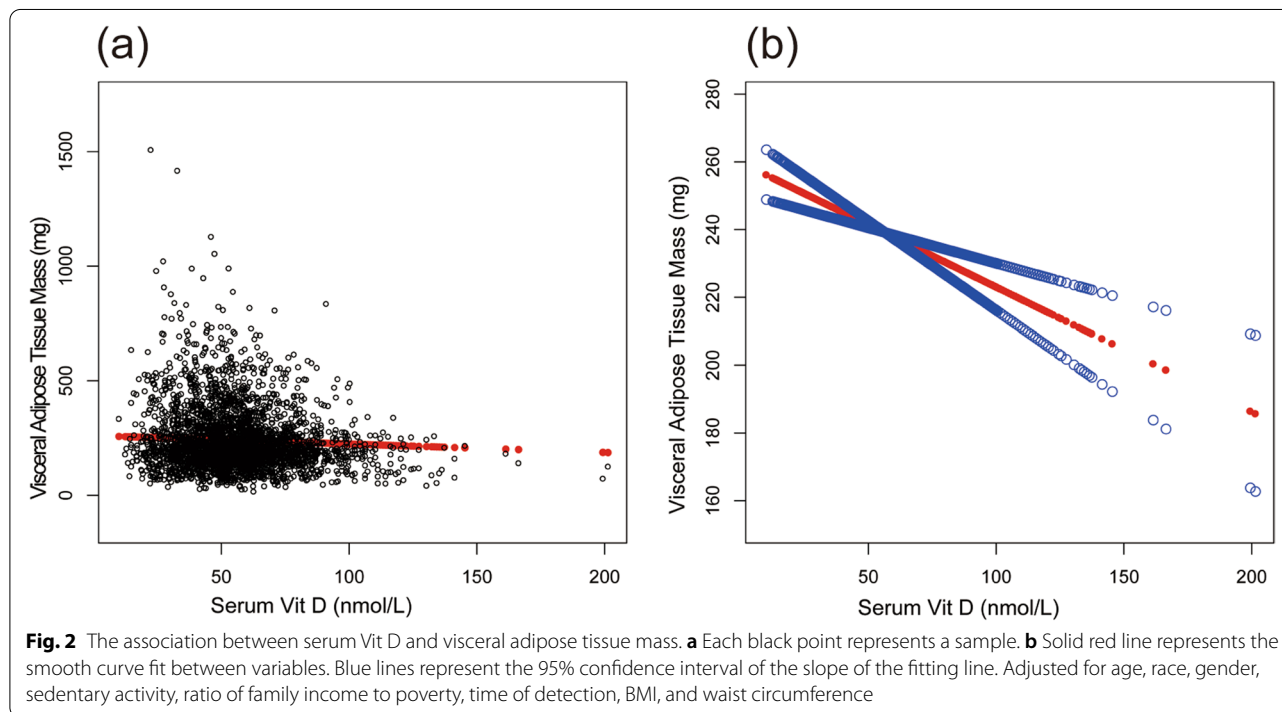 (a)
(b)
Visceral Adipose Tissue Mass (mg)
1500
1000
500
0
50
100
150
200
Serum Vit D (nmol/L)
Visceral Adipose Tissue Mass (mg)
280
260
240
220
200
180
160
50
100
150
200
Serum Vit D (nmol/L)
Fig. 2 The association between serum Vit D and visceral adipose tissue mass. a Each black point represents a sample. b Solid red line represents the
smooth curve fit between variables. Blue lines represent the 95% confidence interval of the slope of the fitting line. Adjusted for age, race, gender,
sedentary activity, ratio of family income to poverty, time of detection, BMI, and waist circumference